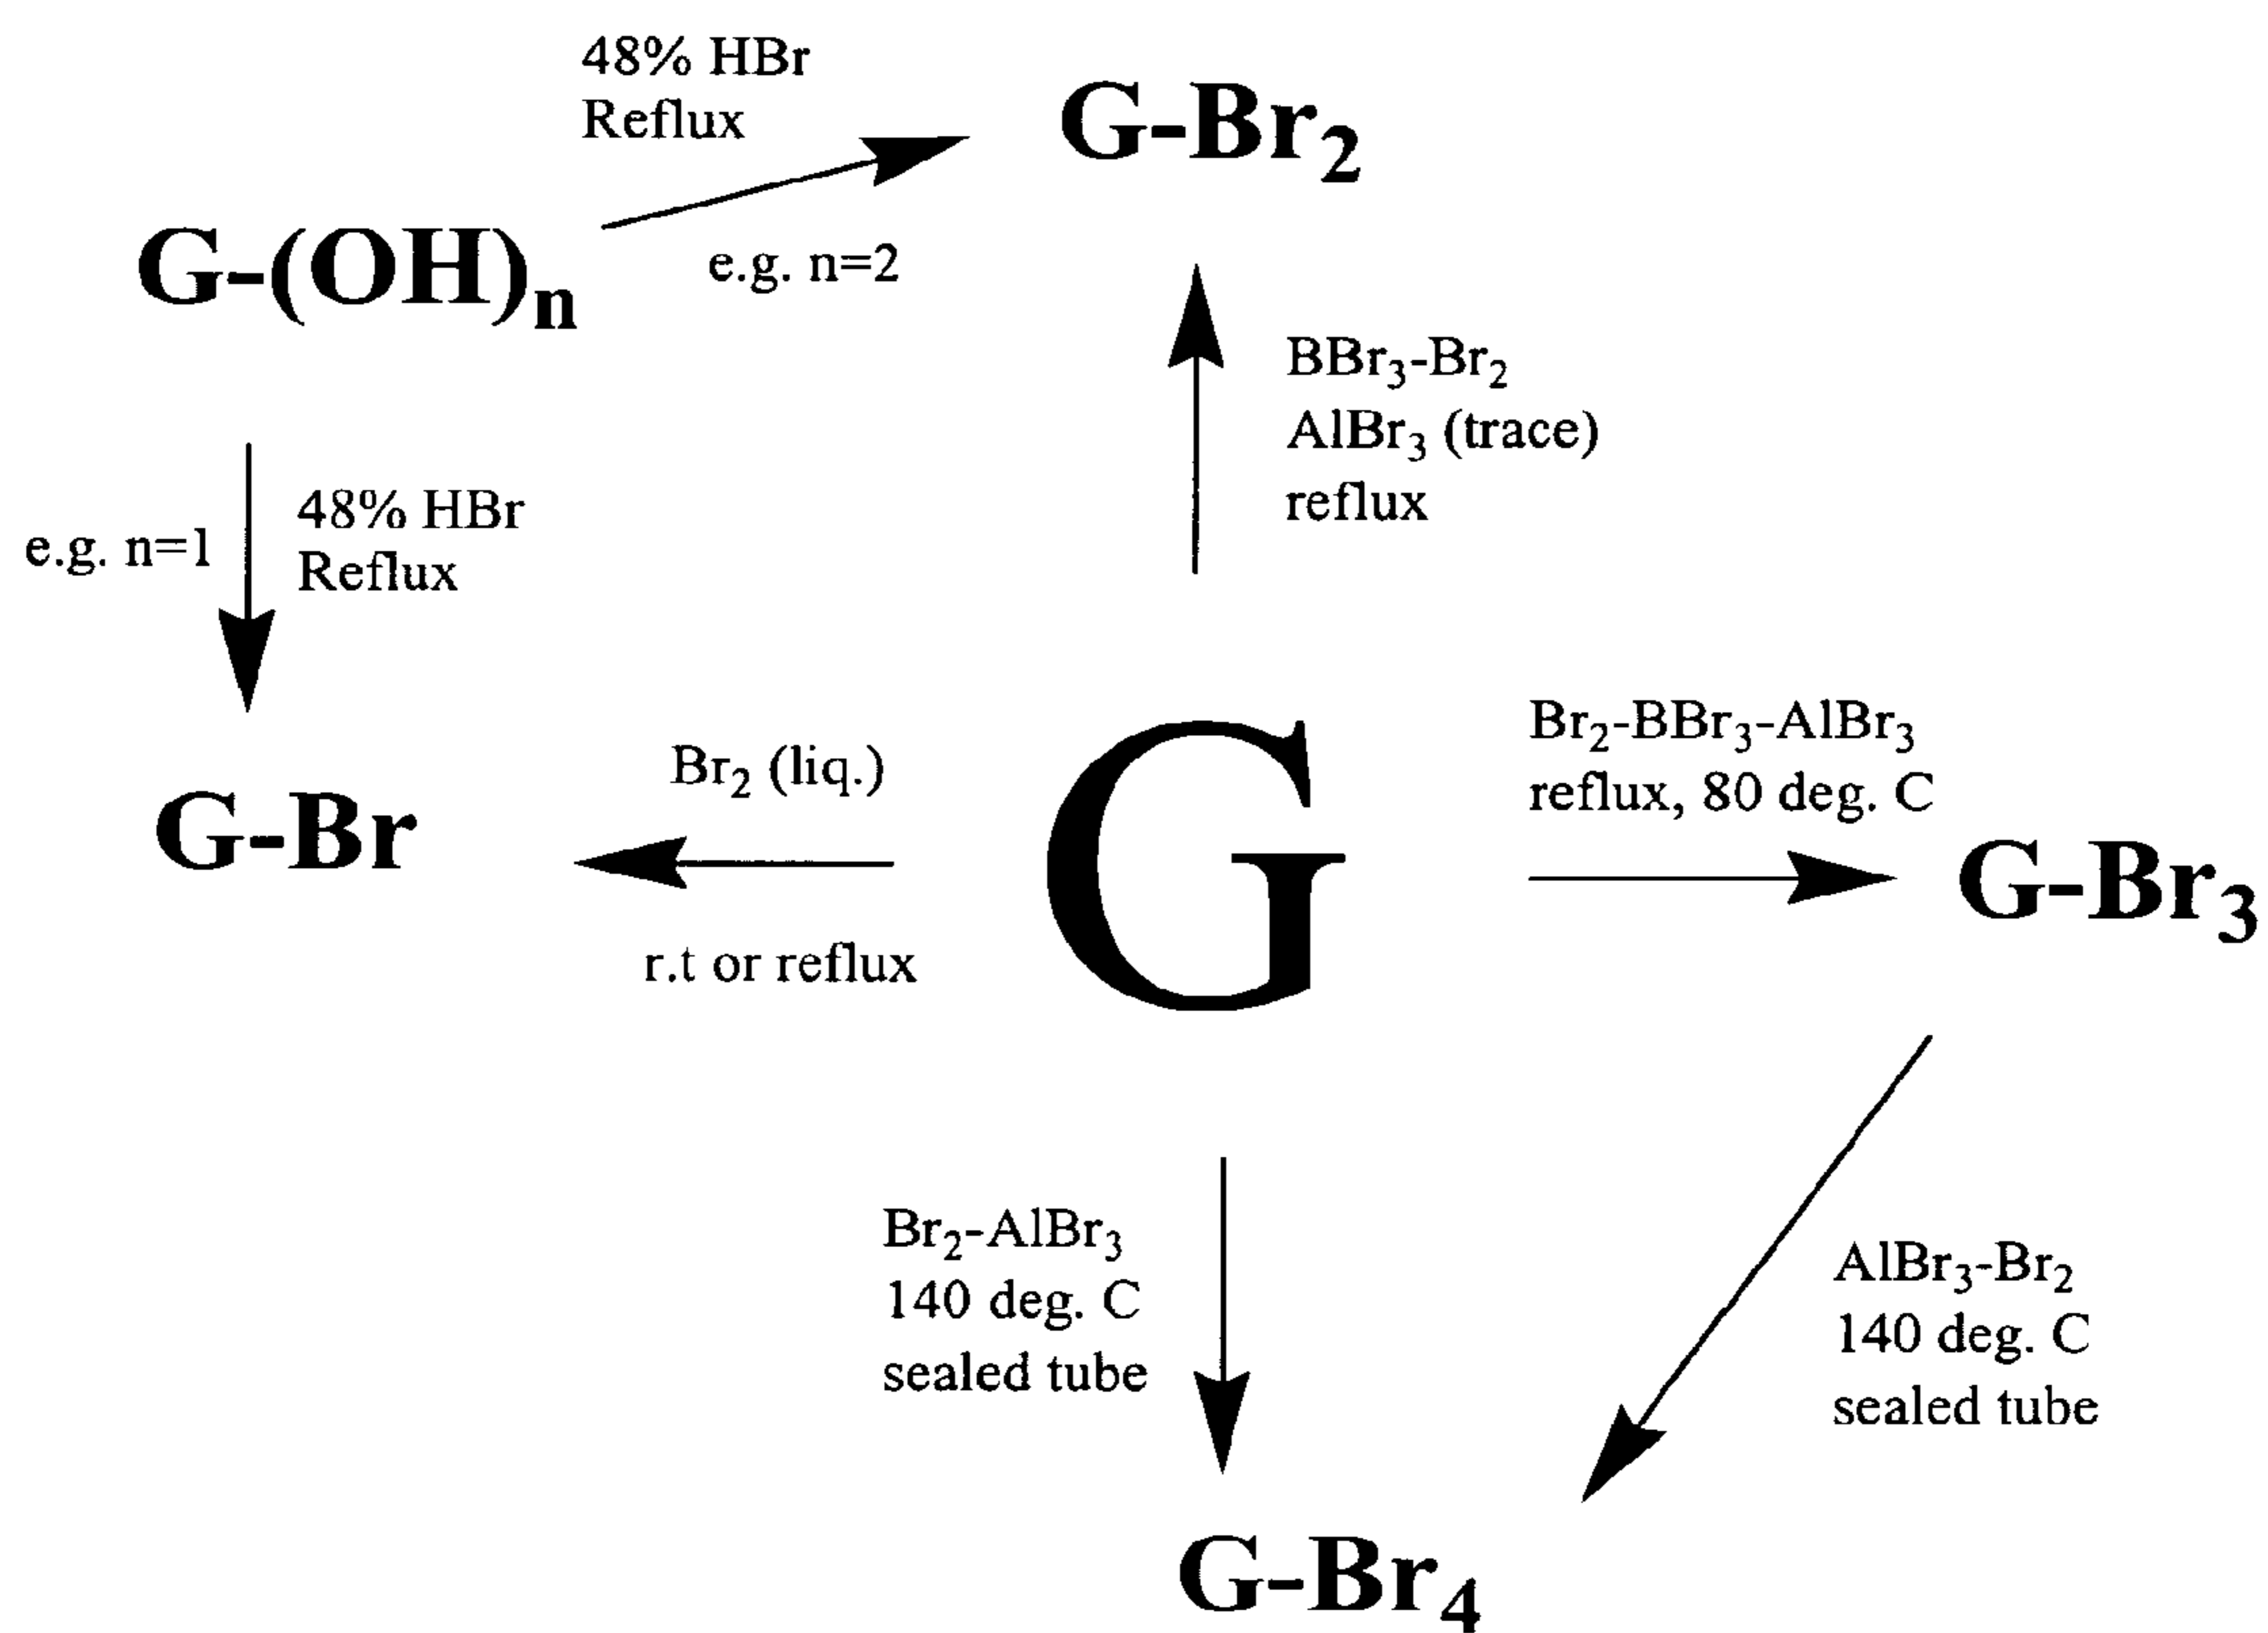 48% HBr
Reflux
G-Br₂
G-(OH)ₙ
e.g. n=2
BBr₃-Br₂
AlBr₃ (trace)
reflux
e.g. n=1
48% HBr
Reflux
Br₂-BBr₃-AlBr₃
reflux, 80 deg. C
G-Br
Br₂ (liq.)
r.t or reflux
G
G-Br₃
Br₂-AlBr₃
140 deg. C
sealed tube
AlBr₃-Br₂
140 deg. C
sealed tube
G-Br₄